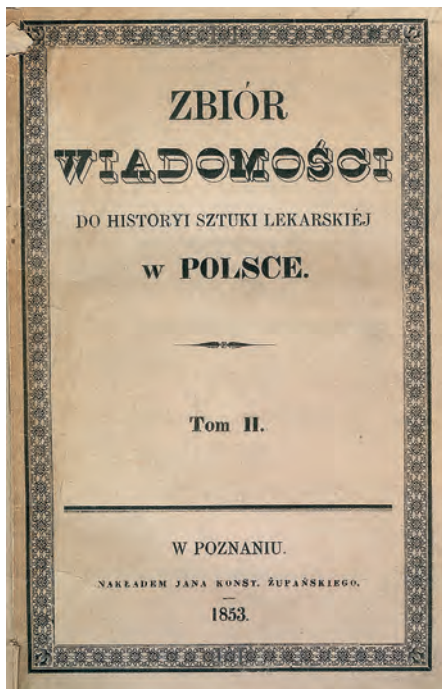 ZBIÓR
WIADOMOŚCI
DO HISTORYI SZTUKI LEKARSKIÉJ
W POLSCE.
Tom II.
W POZNANIU.
NAKŁADEM JANA KONST. ŻUPAŃSKIEGO.
1853.